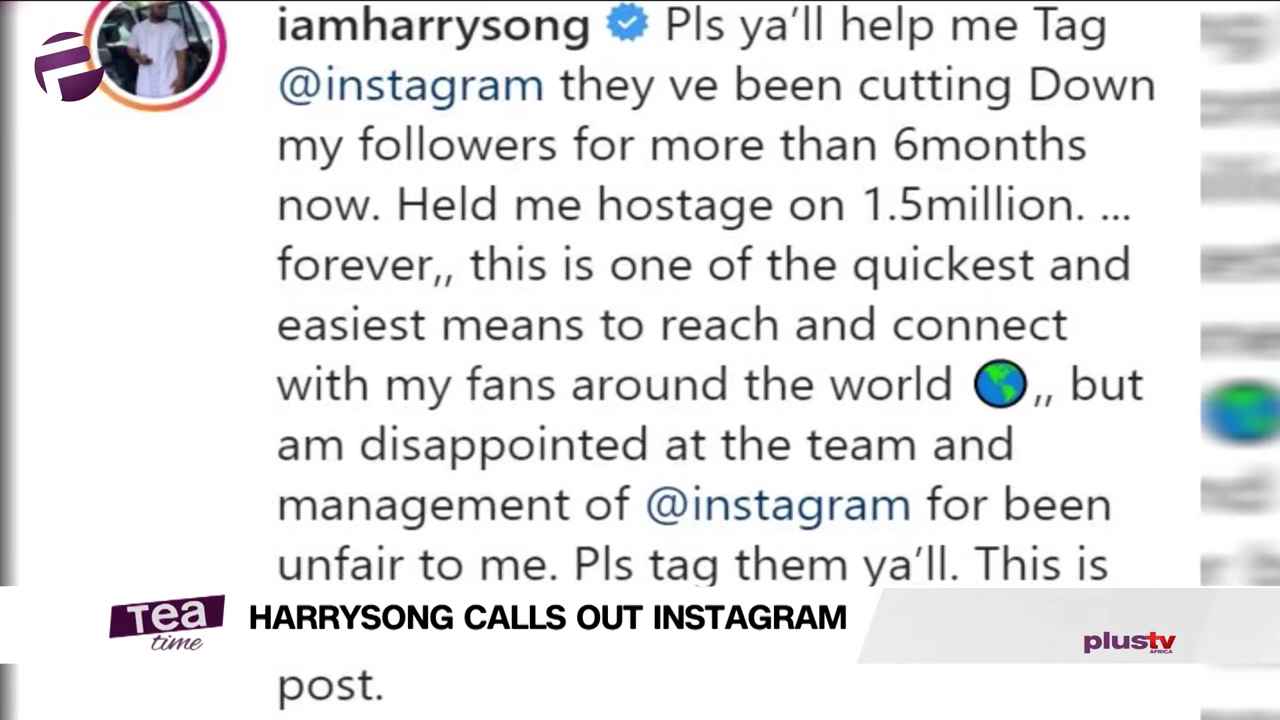 iamharrysong Pls ya’ll help me Tag
@instagram they ve been cutting Down
my followers for more than 6months
now. Held me hostage on 1.5million. ...
forever,, this is one of the quickest and
easiest means to reach and connect
with my fans around the world 🌎,, but
am disappointed at the team and
management of @instagram for been
unfair to me. Pls tag them ya’ll. This is
Tea time
HARRYSONG CALLS OUT INSTAGRAM
plustv
AFRICA
post.